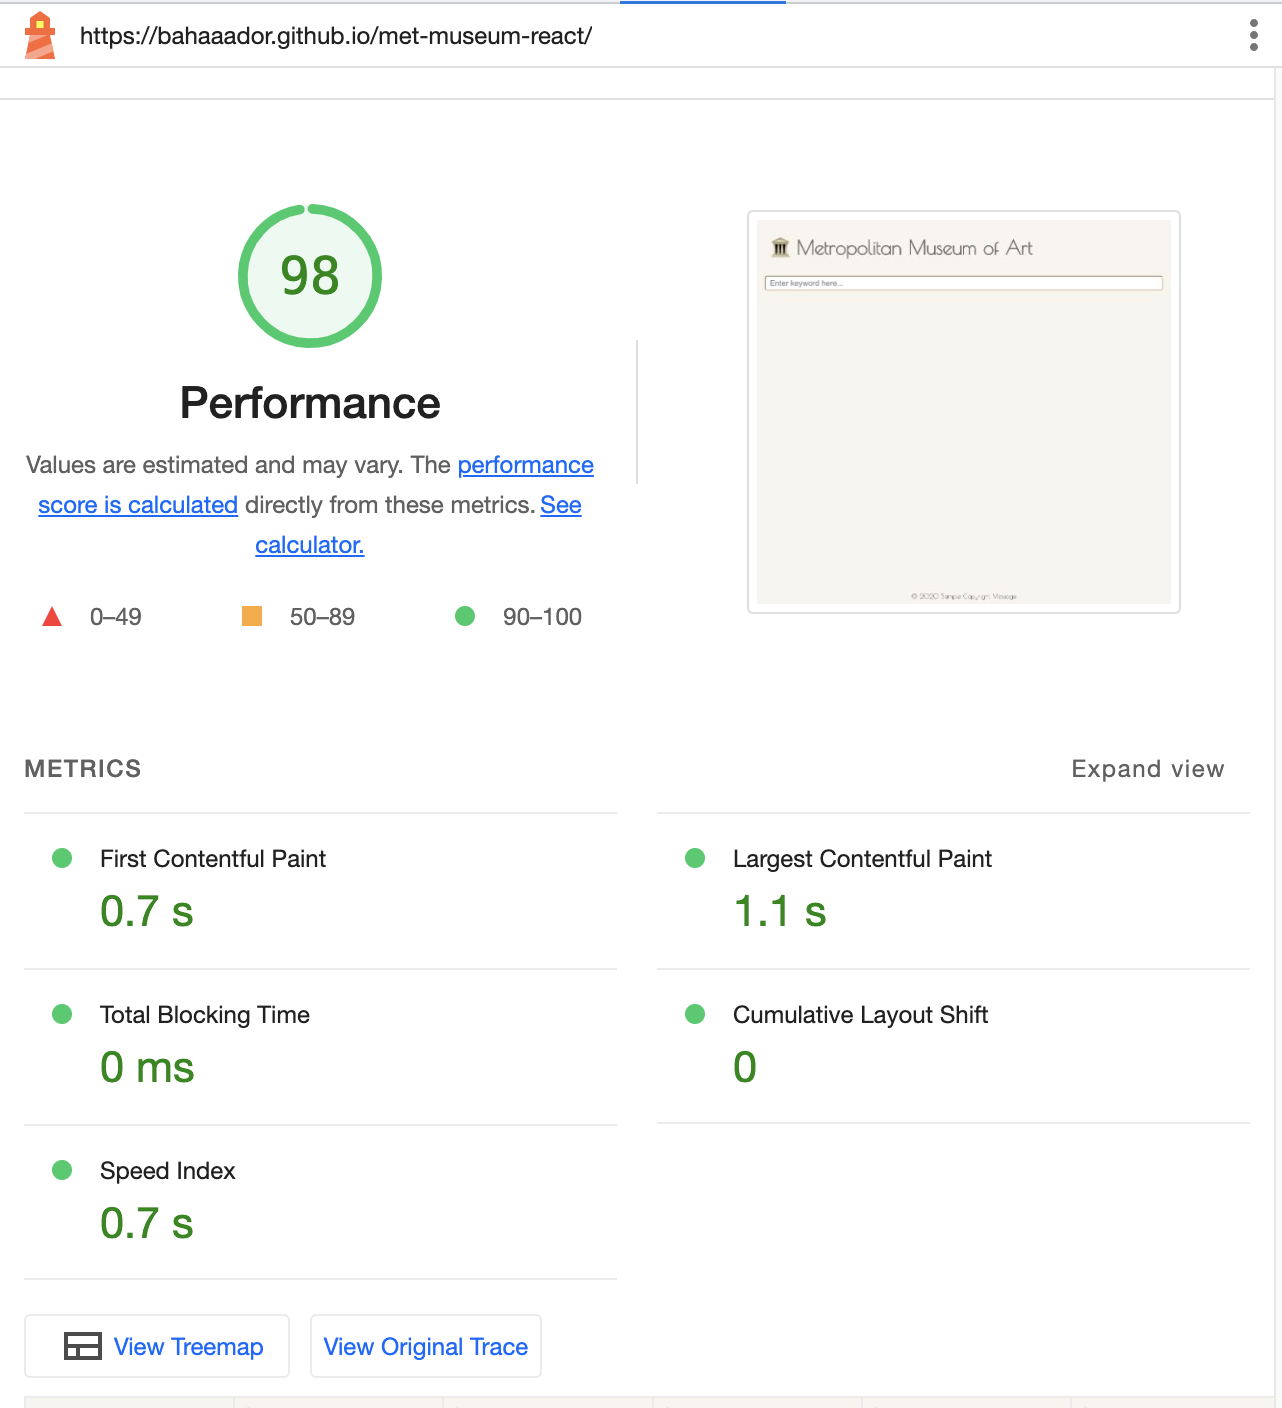 https://bahaaador.github.io/met-museum-react/
98
Performance
Values are estimated and may vary. The performance
score is calculated directly from these metrics. See
calculator.
0–49
50–89
90–100
Metropolitan Museum of Art
Enter keyword here...
© 2020 Sample Copyright Message
METRICS
Expand view
First Contentful Paint
0.7 s
Largest Contentful Paint
1.1 s
Total Blocking Time
0 ms
Cumulative Layout Shift
0
Speed Index
0.7 s
View Treemap
View Original Trace